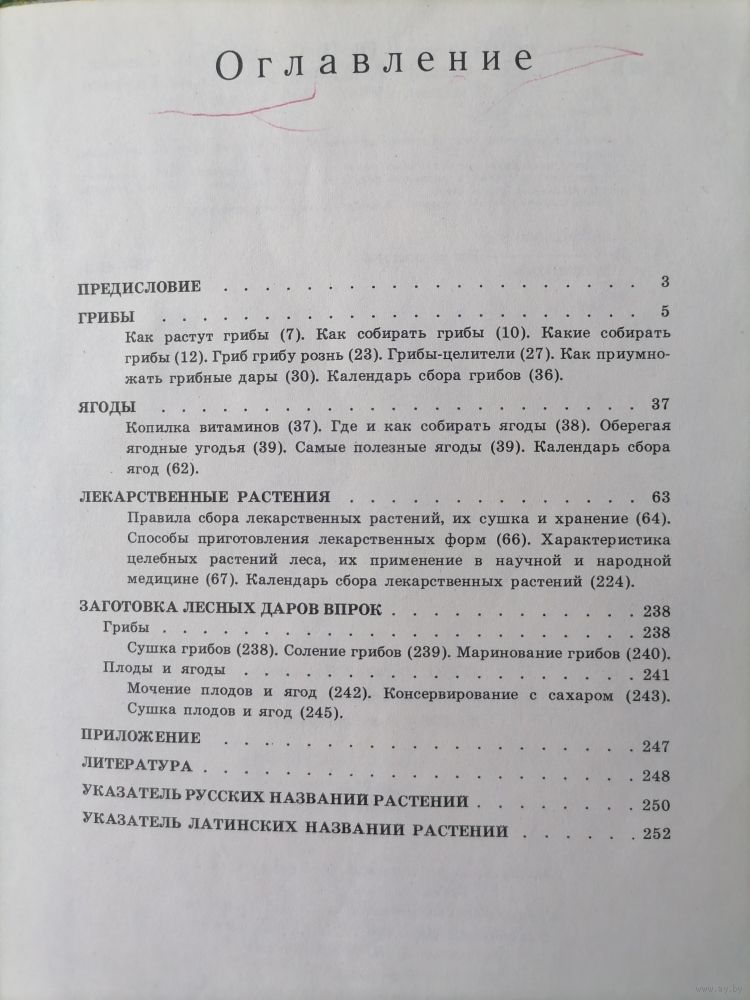 Оглавление
ПРЕДИСЛОВИЕ . . . . . . . . . . . . . . . . . . . . 3
ГРИБЫ . . . . . . . . . . . . . . . . . . . . . . . 5
Как растут грибы (7). Как собирать грибы (10). Какие собирать
грибы (12). Гриб грибу рознь (23). Грибы-целители (27). Как приумно-
жать грибные дары (30). Календарь сбора грибов (36).
ЯГОДЫ . . . . . . . . . . . . . . . . . . . . . . . 37
Копилка витаминов (37). Где и как собирать ягоды (38). Оберегая
ягодные угодья (39). Самые полезные ягоды (39). Календарь сбора
ягод (62).
ЛЕКАРСТВЕННЫЕ РАСТЕНИЯ . . . . . . . . . . . . . . 63
Правила сбора лекарственных растений, их сушка и хранение (64).
Способы приготовления лекарственных форм (66). Характеристика
целебных растений леса, их применение в научной и народной
медицине (67). Календарь сбора лекарственных растений (224).
ЗАГОТОВКА ЛЕСНЫХ ДАРОВ ВПРОК . . . . . . . . . . . 238
Грибы . . . . . . . . . . . . . . . . . . . . . . . 238
Сушка грибов (238). Соление грибов (239). Маринование грибов (240).
Плоды и ягоды . . . . . . . . . . . . . . . . . . . 241
Мочение плодов и ягод (242). Консервирование с сахаром (243).
Сушка плодов и ягод (245).
ПРИЛОЖЕНИЕ . . . . . . . . . . . . . . . . . . . . 247
ЛИТЕРАТУРА . . . . . . . . . . . . . . . . . . . . . 248
УКАЗАТЕЛЬ РУССКИХ НАЗВАНИЙ РАСТЕНИЙ . . . . . . . . 250
УКАЗАТЕЛЬ ЛАТИНСКИХ НАЗВАНИЙ РАСТЕНИЙ . . . . . . 252
www.ay.by